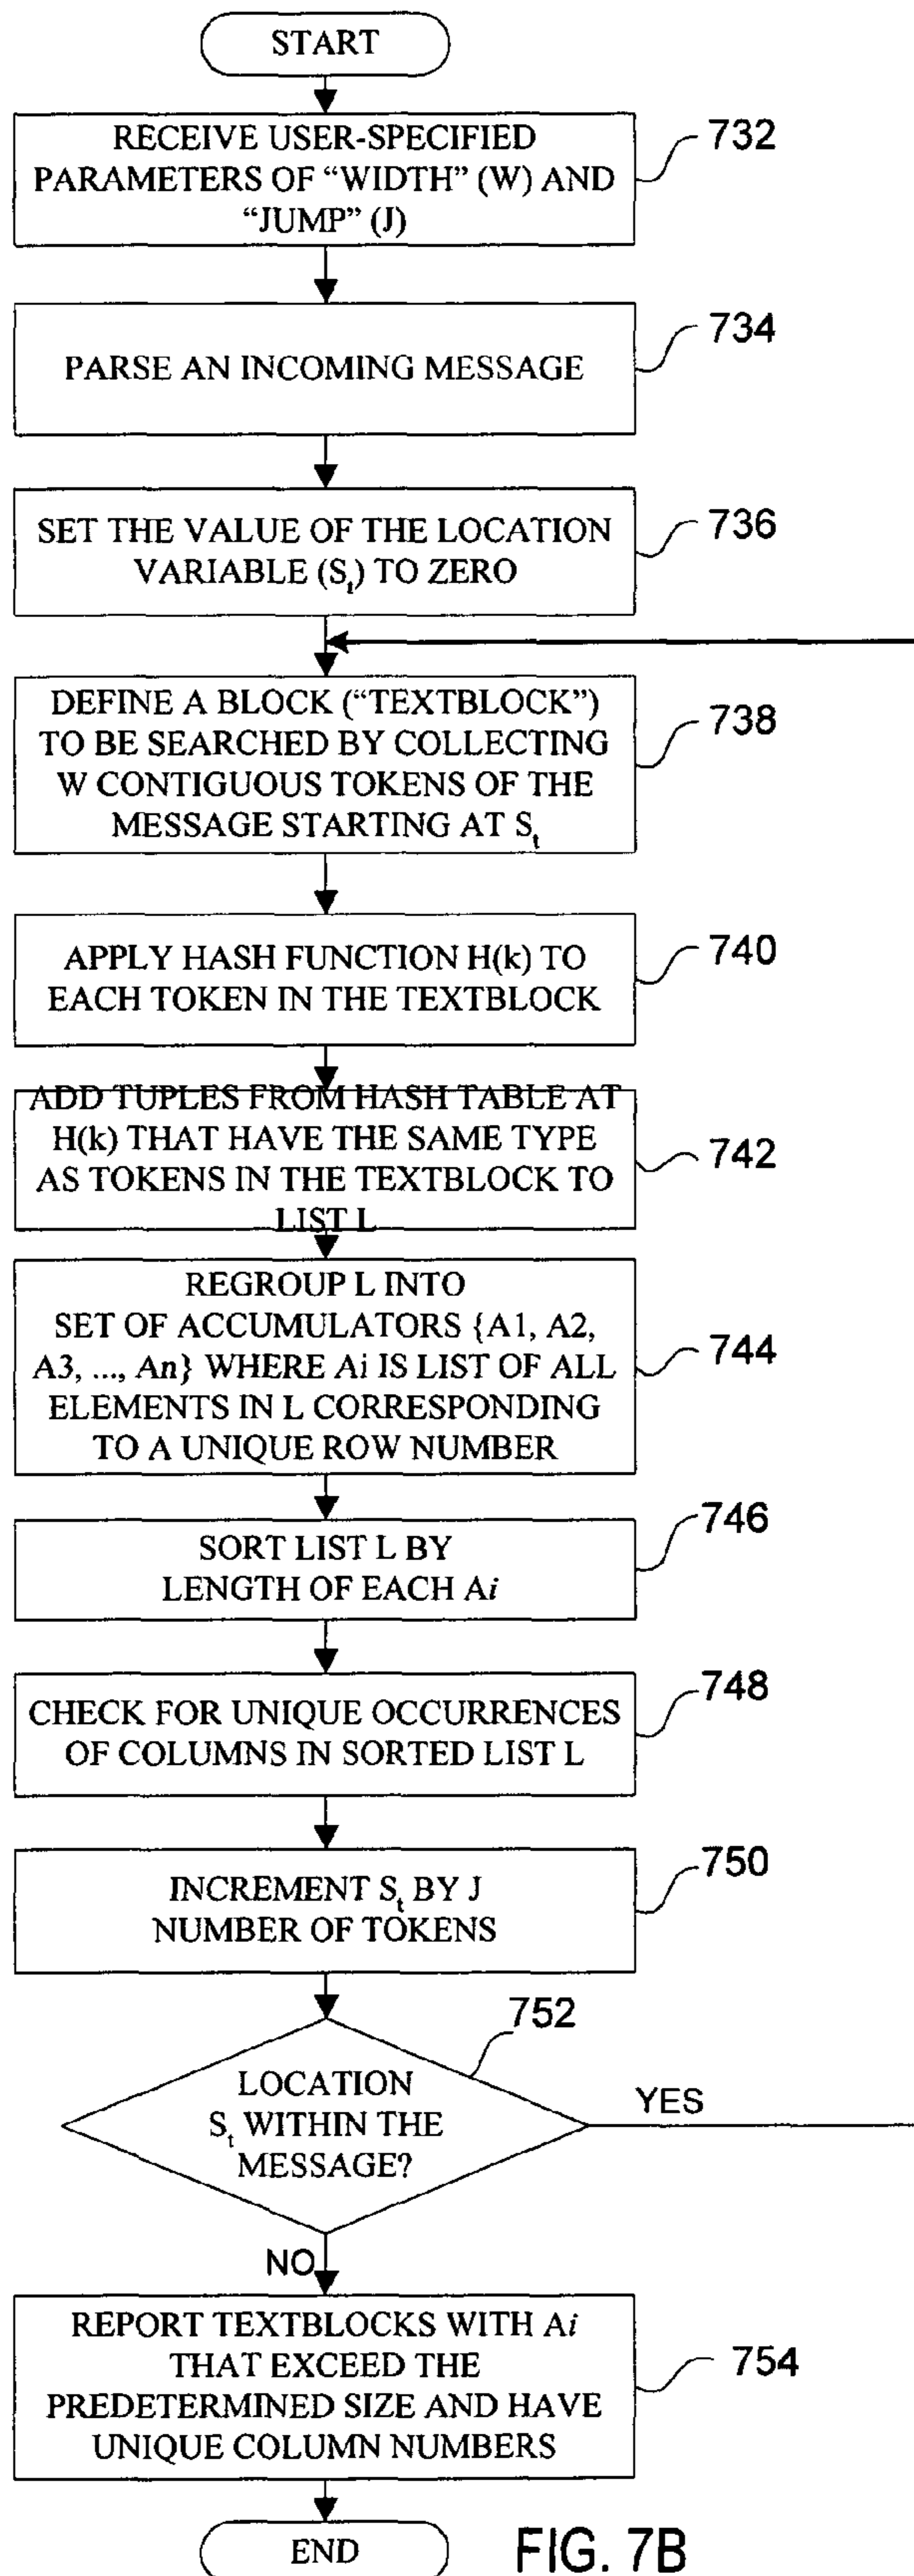 START
RECEIVE USER-SPECIFIED
PARAMETERS OF “WIDTH” (W) AND
“JUMP” (J)
732
PARSE AN INCOMING MESSAGE
734
SET THE VALUE OF THE LOCATION
VARIABLE (St) TO ZERO
736
DEFINE A BLOCK (“TEXTBLOCK”)
TO BE SEARCHED BY COLLECTING
W CONTIGUOUS TOKENS OF THE
MESSAGE STARTING AT St
738
APPLY HASH FUNCTION H(k) TO
EACH TOKEN IN THE TEXTBLOCK
740
ADD TUPLES FROM HASH TABLE AT
H(k) THAT HAVE THE SAME TYPE
AS TOKENS IN THE TEXTBLOCK TO
LIST L
742
REGROUP L INTO
SET OF ACCUMULATORS {A1, A2,
A3, ..., An} WHERE Ai IS LIST OF ALL
ELEMENTS IN L CORRESPONDING
TO A UNIQUE ROW NUMBER
744
SORT LIST L BY
LENGTH OF EACH Ai
746
CHECK FOR UNIQUE OCCURRENCES
OF COLUMNS IN SORTED LIST L
748
INCREMENT St BY J
NUMBER OF TOKENS
750
752
LOCATION
St WITHIN THE
MESSAGE?
YES
NO
REPORT TEXTBLOCKS WITH Ai
THAT EXCEED THE
PREDETERMINED SIZE AND HAVE
UNIQUE COLUMN NUMBERS
754
END
FIG. 7B